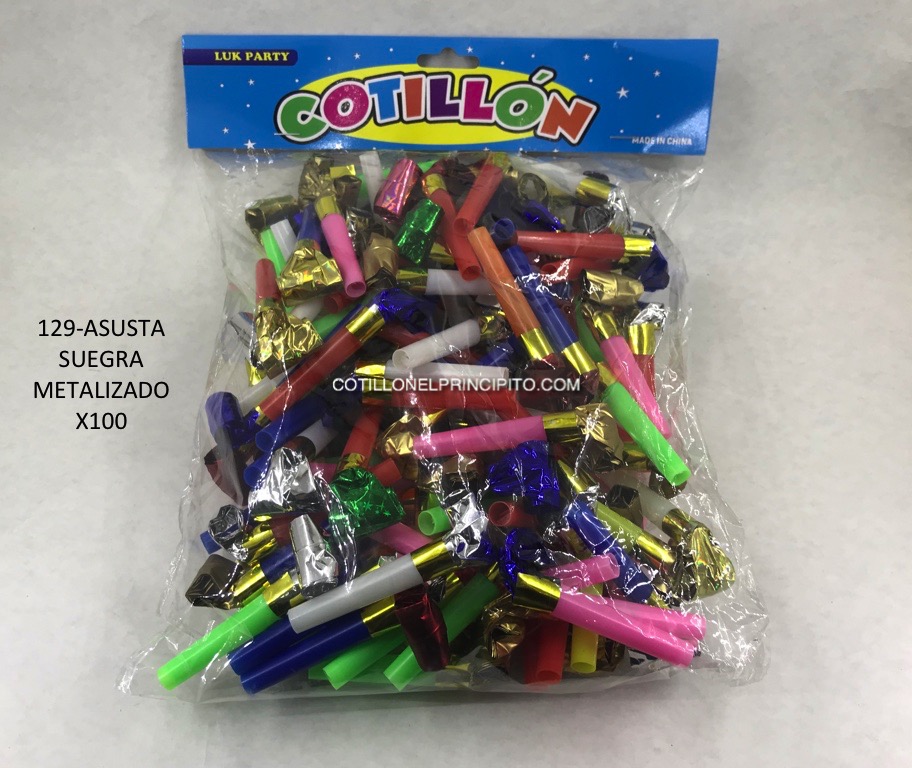 LUK PARTY
COTILLÓN
MADE IN CHINA
129-ASUSTA
SUEGRA
METALIZADO
X100
COTILLONELPRINCIPITO.COM